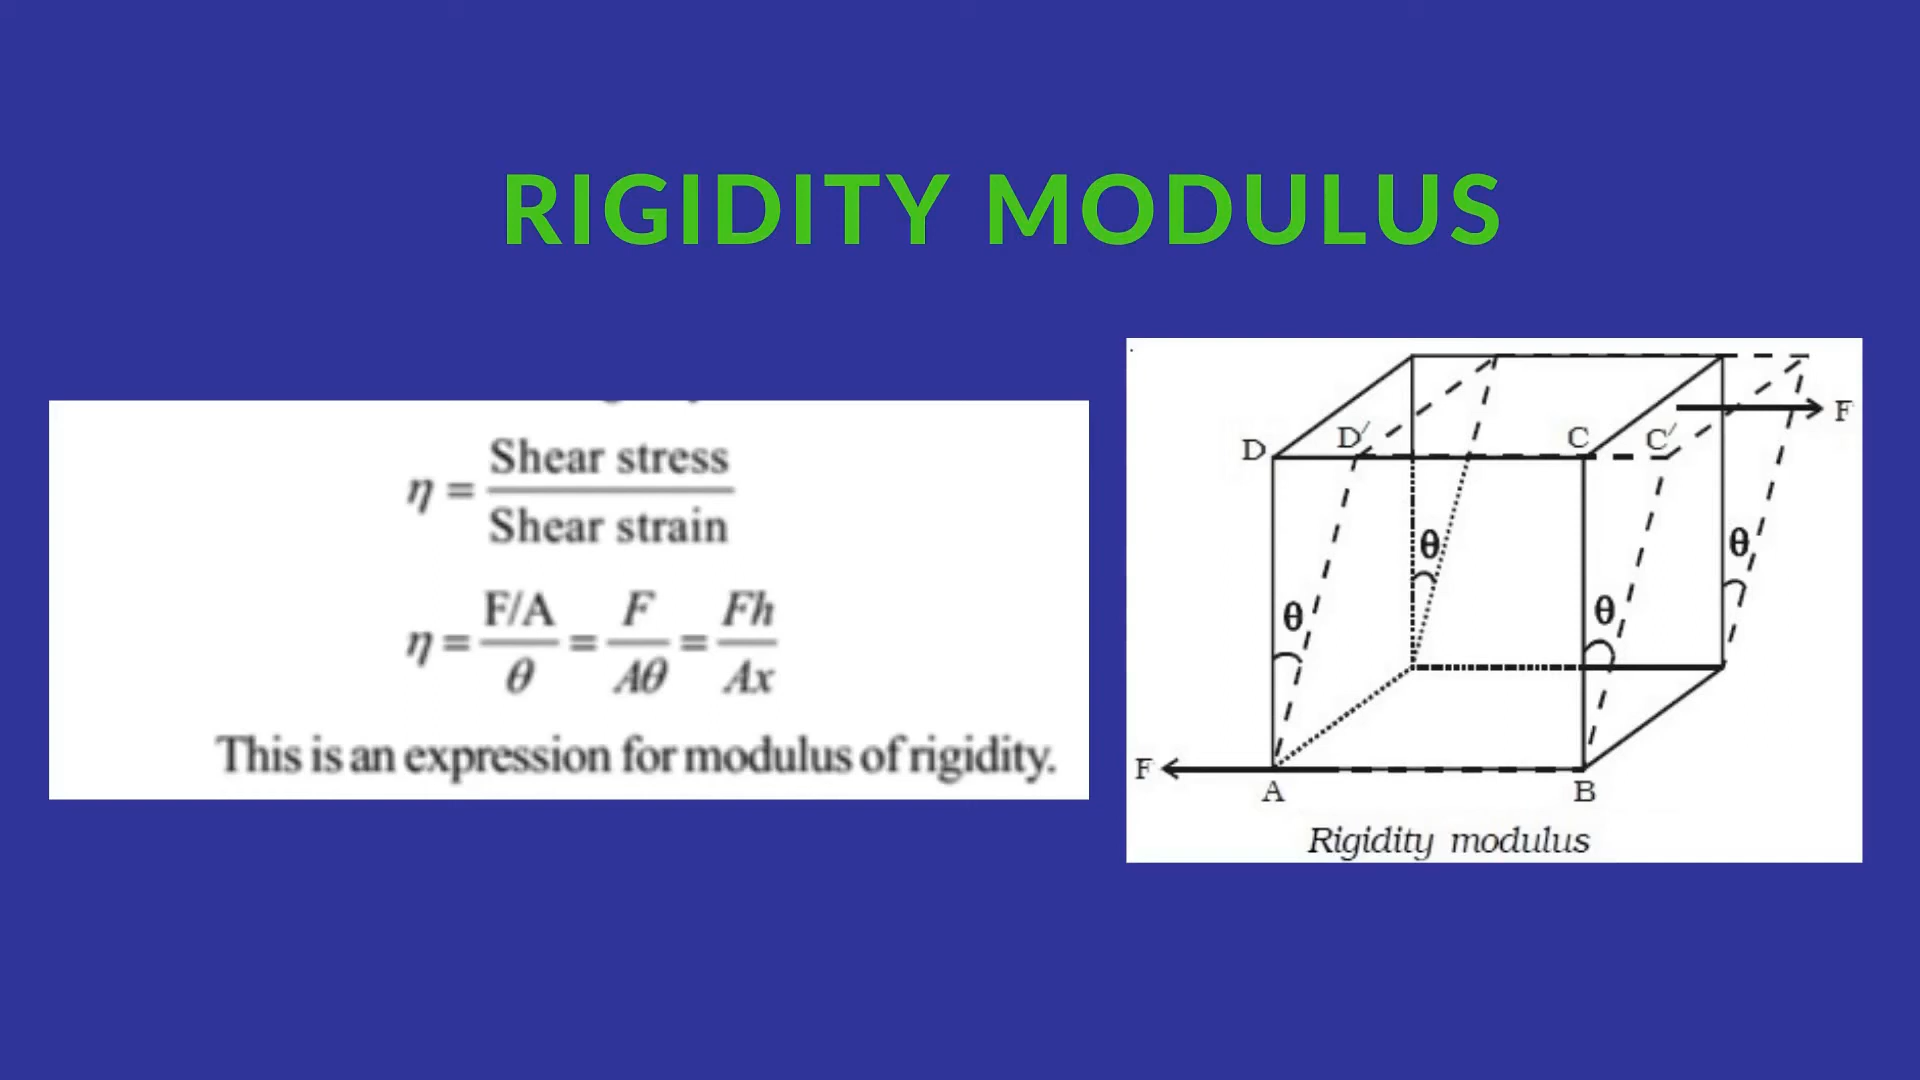 RIGIDITY MODULUS
η = Shear stress / Shear strain
η = F/A / θ = F / Aθ = Fh / Ax
This is an expression for modulus of rigidity.
F
D D′ C C′
θ θ
θ θ
F
A B
Rigidity modulus